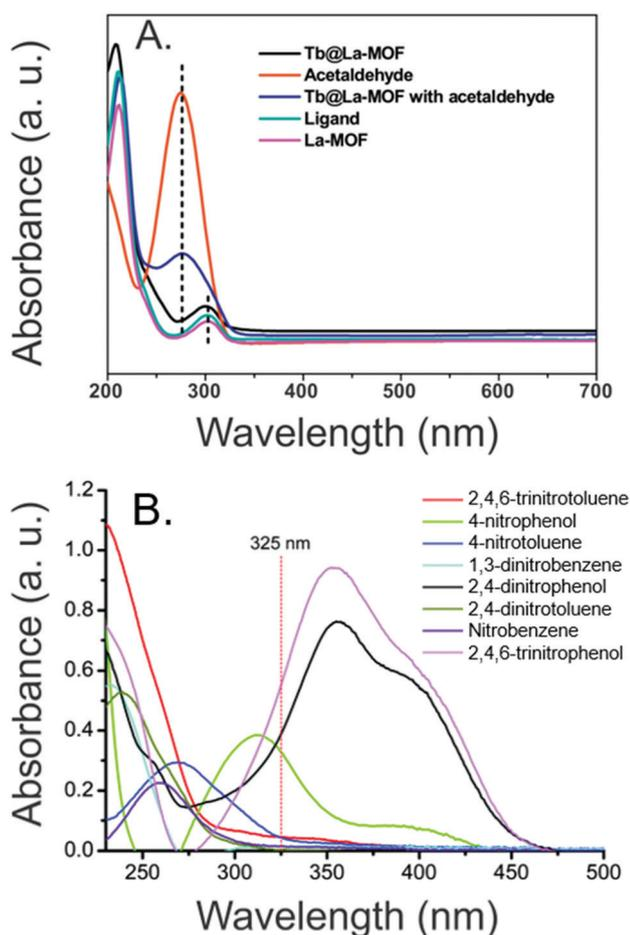 A.
Tb@La-MOF
Acetaldehyde
Tb@La-MOF with acetaldehyde
Ligand
La-MOF
Absorbance (a. u.)
200 300 400 500 600 700
Wavelength (nm)
B.
325 nm
2,4,6-trinitrotoluene
4-nitrophenol
4-nitrotoluene
1,3-dinitrobenzene
2,4-dinitrophenol
2,4-dinitrotoluene
Nitrobenzene
2,4,6-trinitrophenol
Absorbance (a. u.)
1.2
1.0
0.8
0.6
0.4
0.2
0.0
250 300 350 400 450 500
Wavelength (nm)